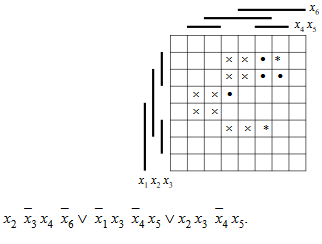 x₆
x₄ x₅
× × • *
× × • •
× × •
× ×
× × *
x₁ x₂ x₃
x₂ x̄₃ x₄ x̄₆ ∨ x̄₁ x₃ x̄₄ x₅ ∨ x₂ x₃ x̄₄ x₅.